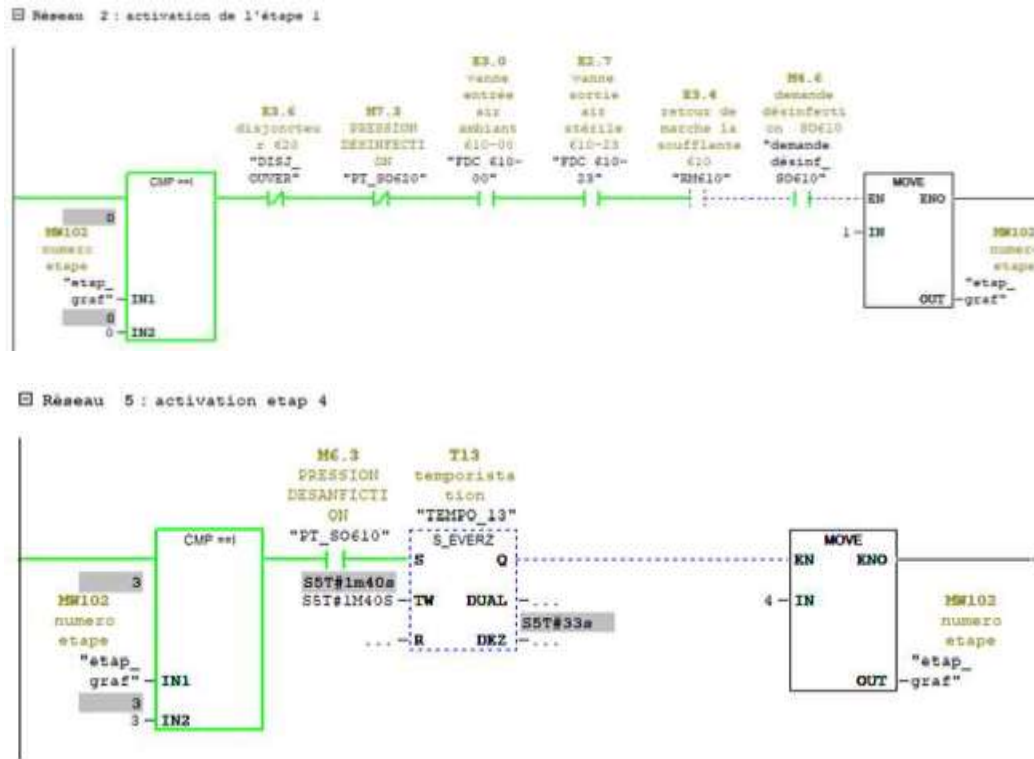 Réseau 2 : activation de l'étape 1
E3.6
disjoncteu
r 620
"DISJ_
OUVER"
M7.3
PRESSION
DESINFECTI
ON
"PT_SO620"
E3.0
vanne
entrée
air
ambiant
610-00
"FDC 610-
00"
E2.7
vanne
sortie
air
stérile
610-23
"FDC 610-
23"
E3.4
retour de
marche la
soufflante
610
"RM610"
M4.6
demande
désinfecti
on SO610
"demande
désinf_
SO610"
CMP ==I
0
MW102
numero
etape
"etap_
graf"
IN1
0
0
IN2
MOVE
EN ENO
1
IN
MW102
numero
etape
"etap_
graf"
OUT
Réseau 5 : activation etap 4
M6.3
PRESSION
DESANFICTI
ON
"PT_SO610"
T13
temporista
tion
"TEMPO_13"
CMP ==I
3
MW102
numero
etape
"etap_
graf"
IN1
3
3
IN2
S_EVERZ
S Q
S5T#1m40s
S5T#1M40S
TW DUAL ...
S5T#33s
... R DEZ ...
MOVE
EN ENO
4
IN
MW102
numero
etape
"etap_
graf"
OUT